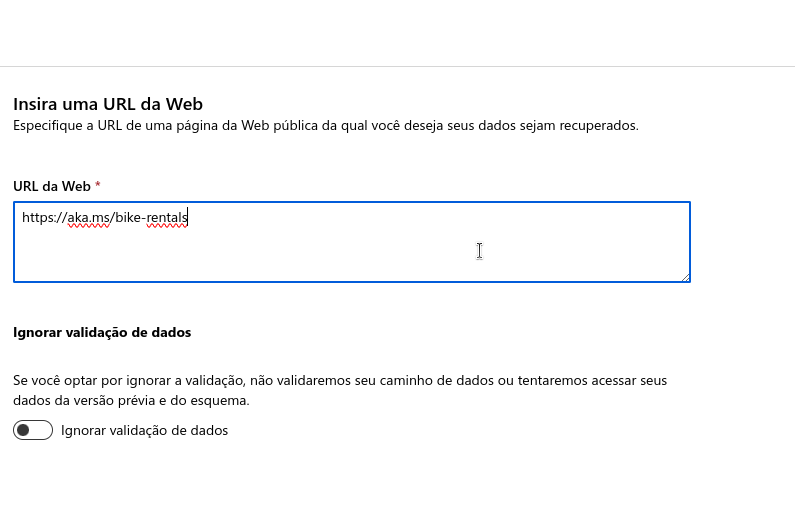 Insira uma URL da Web
Especifique a URL de uma página da Web pública da qual você deseja seus dados sejam recuperados.
URL da Web *
https://aka.ms/bike-rentals
Ignorar validação de dados
Se você optar por ignorar a validação, não validaremos seu caminho de dados ou tentaremos acessar seus
dados da versão prévia e do esquema.
Ignorar validação de dados